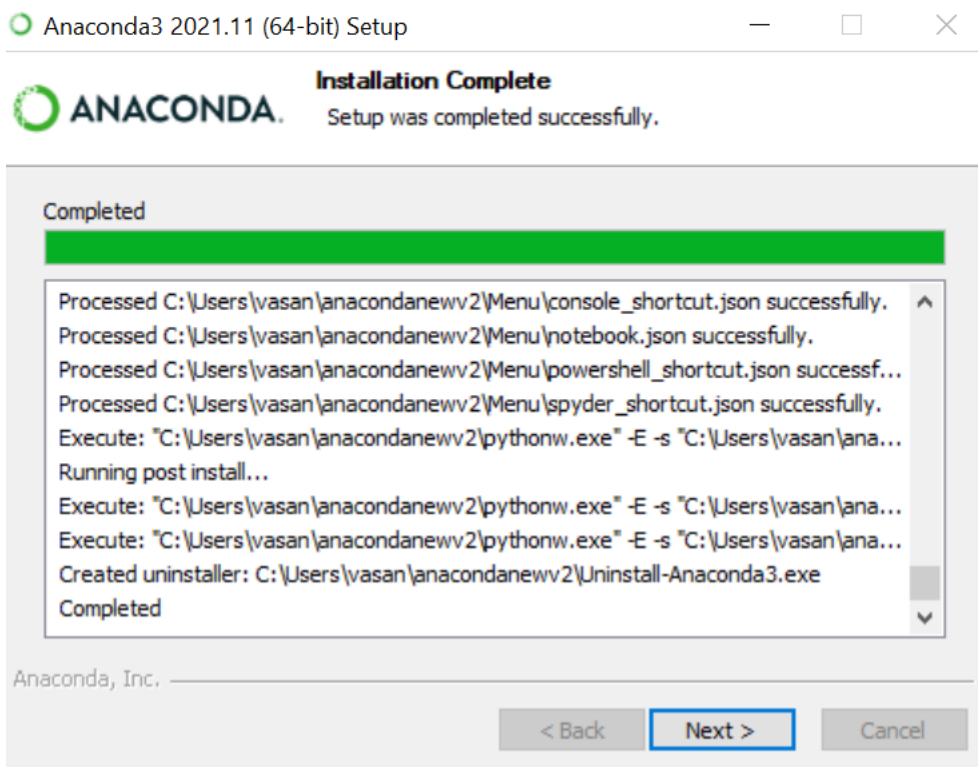 Anaconda3 2021.11 (64-bit) Setup
ANACONDA.
Installation Complete
Setup was completed successfully.
Completed
Processed C:\Users\vasan\anacondanewv2\Menu\console_shortcut.json successfully.
Processed C:\Users\vasan\anacondanewv2\Menu\notebook.json successfully.
Processed C:\Users\vasan\anacondanewv2\Menu\powershell_shortcut.json successf...
Processed C:\Users\vasan\anacondanewv2\Menu\spyder_shortcut.json successfully.
Execute: "C:\Users\vasan\anacondanewv2\pythonw.exe" -E -s "C:\Users\vasan\ana...
Running post install...
Execute: "C:\Users\vasan\anacondanewv2\pythonw.exe" -E -s "C:\Users\vasan\ana...
Execute: "C:\Users\vasan\anacondanewv2\pythonw.exe" -E -s "C:\Users\vasan\ana...
Created uninstaller: C:\Users\vasan\anacondanewv2\Uninstall-Anaconda3.exe
Completed
Anaconda, Inc.
< Back
Next >
Cancel